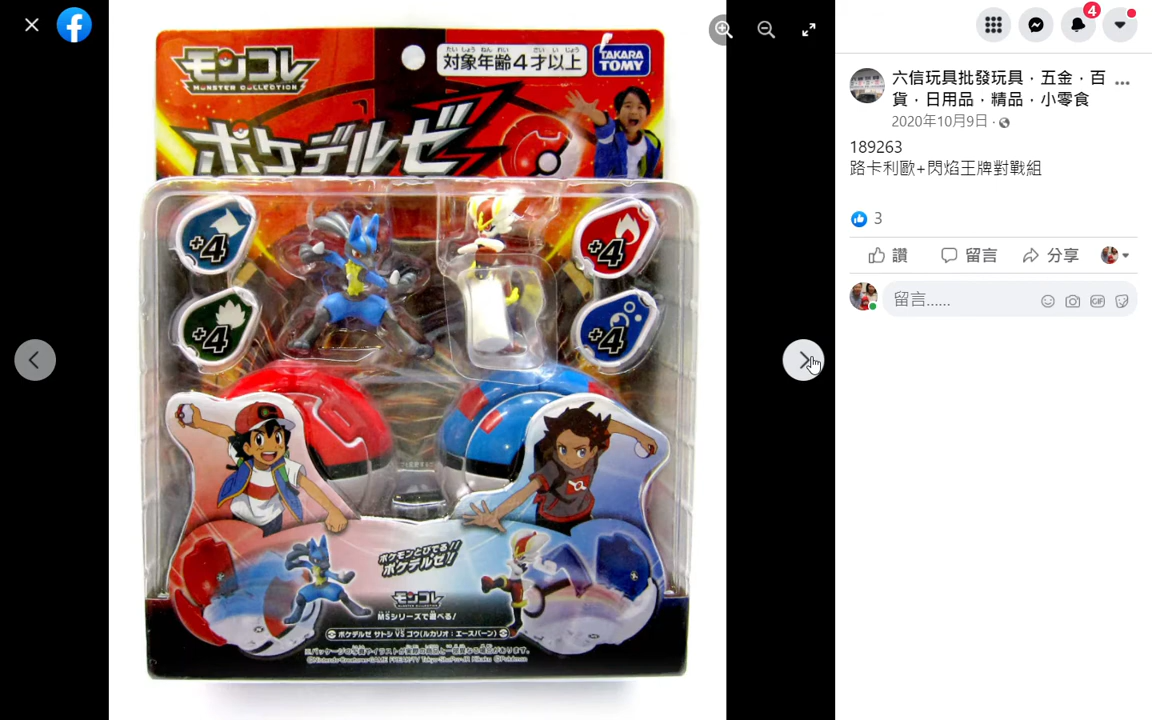 モンコレ
MONSTER COLLECTION
たいしょうねんれい さいいじょう
対象年齢4才以上
TAKARA TOMY
ポケデルゼ
+4
+4
+4
+4
ポケモンとびでる!!
ポケデルゼ!!
モンコレ
MONSTER COLLECTION
MSシリーズで遊べる!
ポケデルゼ サトシ VS ゴウ(ルカリオ:エースバーン)
4
六信玩具批發玩具.五金.百
貨.日用品.精品.小零食
2020年10月9日
189263
路卡利歐+閃焰王牌對戰組
3
讚
留言
分享
留言......
GIF